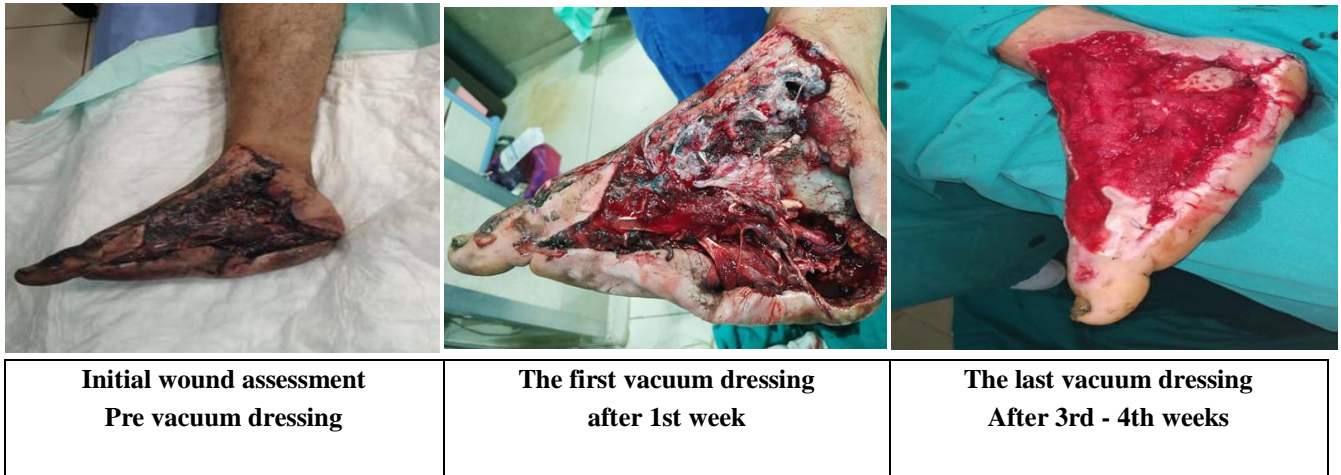 Initial wound assessment
Pre vacuum dressing
The first vacuum dressing
after 1st week
The last vacuum dressing
After 3rd - 4th weeks